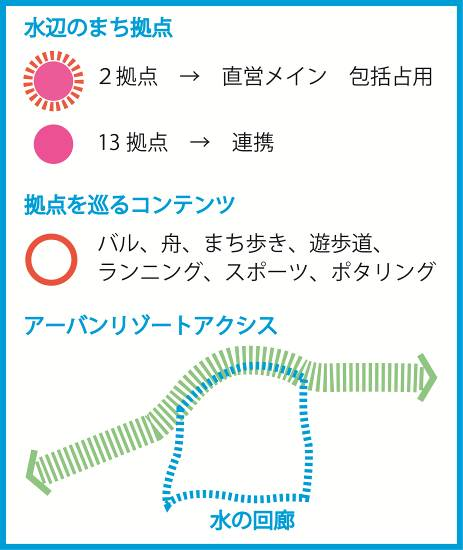 水辺のまち拠点
2拠点 → 直営メイン 包括占用
13 拠点 → 連携
拠点を巡るコンテンツ
バル、舟、まち歩き、遊歩道、
ランニング、スポーツ、ポタリング
アーバンリゾートアクシス
水の回廊